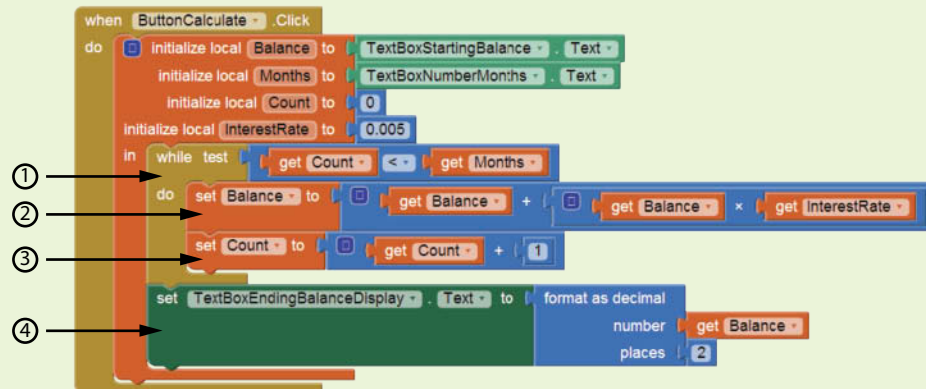 when ButtonCalculate .Click
do initialize local Balance to TextBoxStartingBalance . Text
initialize local Months to TextBoxNumberMonths . Text
initialize local Count to 0
initialize local InterestRate to 0.005
in while test get Count < get Months
1
do set Balance to get Balance + get Balance × get InterestRate
2
set Count to get Count + 1
3
set TextBoxEndingBalanceDisplay . Text to format as decimal
4
number get Balance
places 2